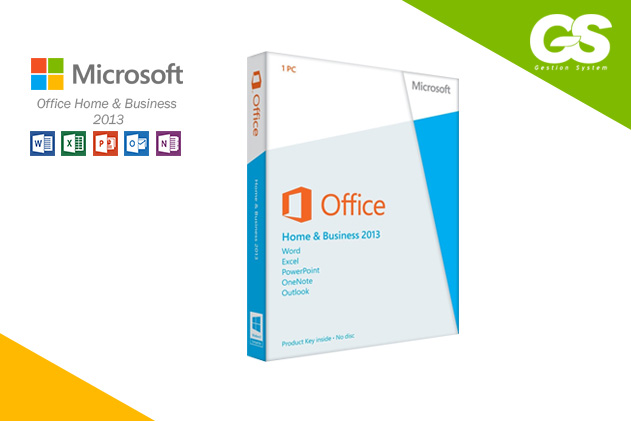 GS
Gestion System
Microsoft
Office Home & Business
2013
W X P O N
1 PC
Microsoft
Office
Office
Home & Business 2013
Home & Business 2013
Word
Excel
PowerPoint
OneNote
Outlook
Product Key inside • No disc